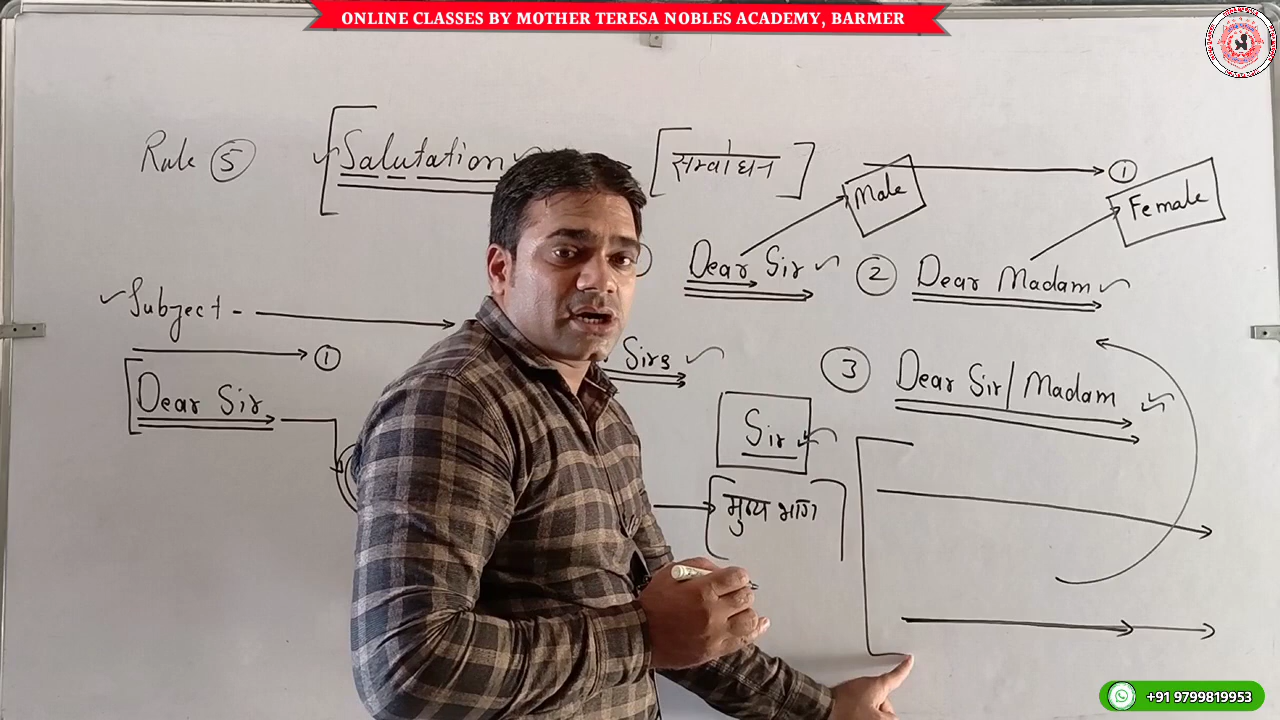 ONLINE CLASSES BY MOTHER TERESA NOBLES ACADEMY, BARMER
Rule 5 Salutation सम्बोधन
Male 1
Female
Dear Sir 2 Dear Madam
Subject -
1 Sirs 3 Dear Sir/Madam
Dear Sir
Sir
मुख्य भाग
+91 9799819953